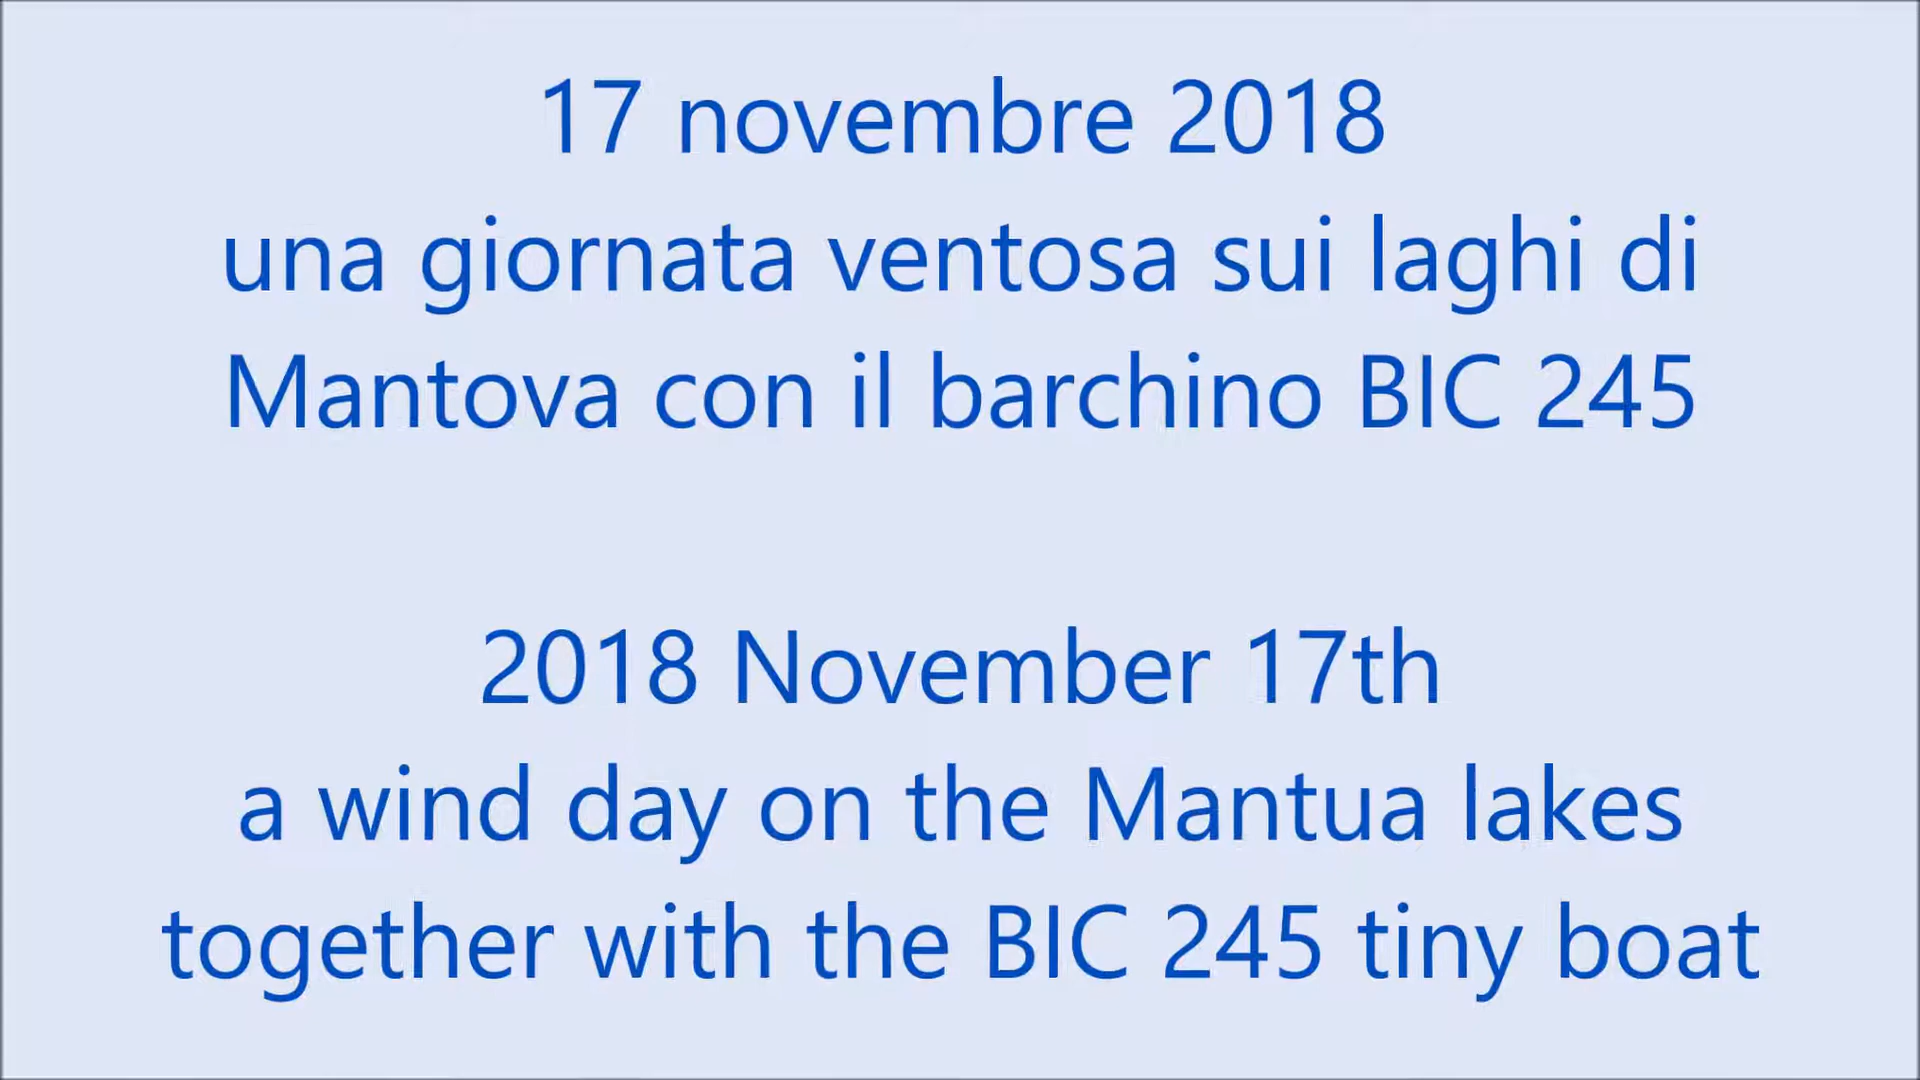 17 novembre 2018
una giornata ventosa sui laghi di
Mantova con il barchino BIC 245
2018 November 17th
a wind day on the Mantua lakes
together with the BIC 245 tiny boat